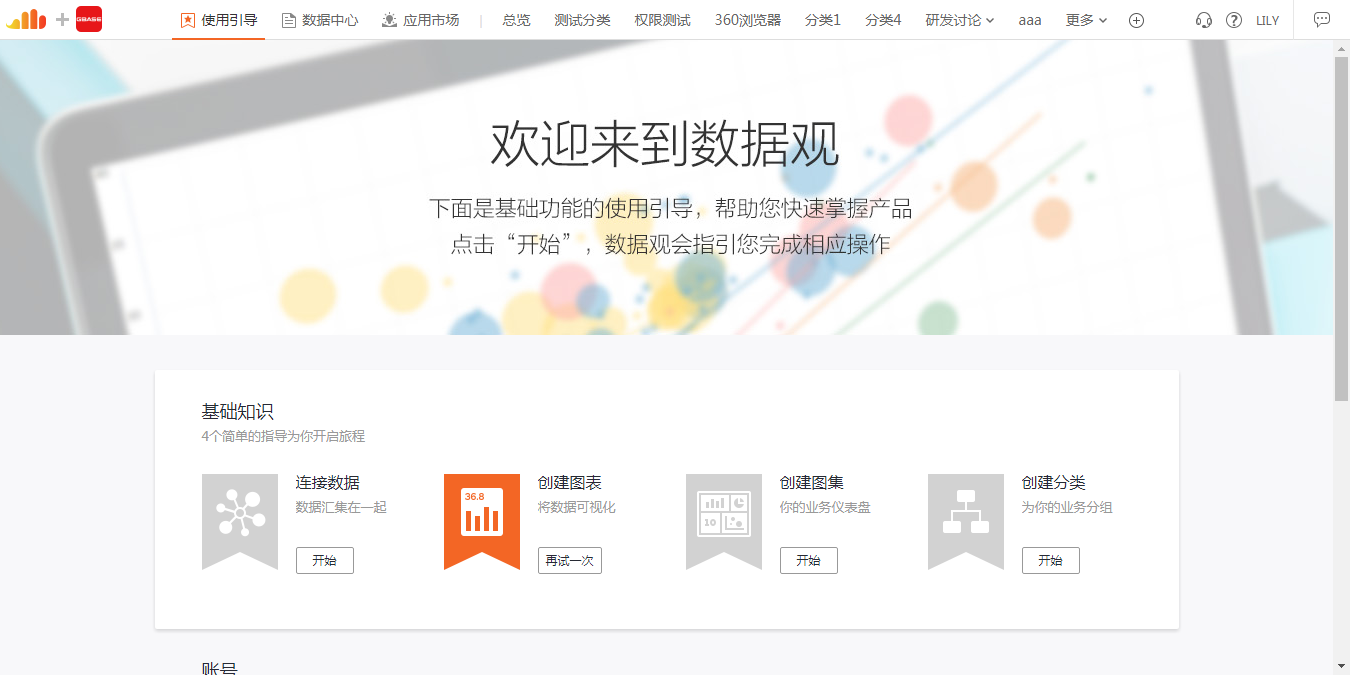 GBASE
使用引导
数据中心
应用市场
总览
测试分类
权限测试
360浏览器
分类1
分类4
研发讨论
aaa
更多
LILY
欢迎来到数据观
下面是基础功能的使用引导，帮助您快速掌握产品
点击“开始”，数据观会指引您完成相应操作
基础知识
4个简单的指导为你开启旅程
连接数据
数据汇集在一起
开始
36.8
创建图表
将数据可视化
再试一次
10
创建图集
你的业务仪表盘
开始
创建分类
为你的业务分组
开始
账号